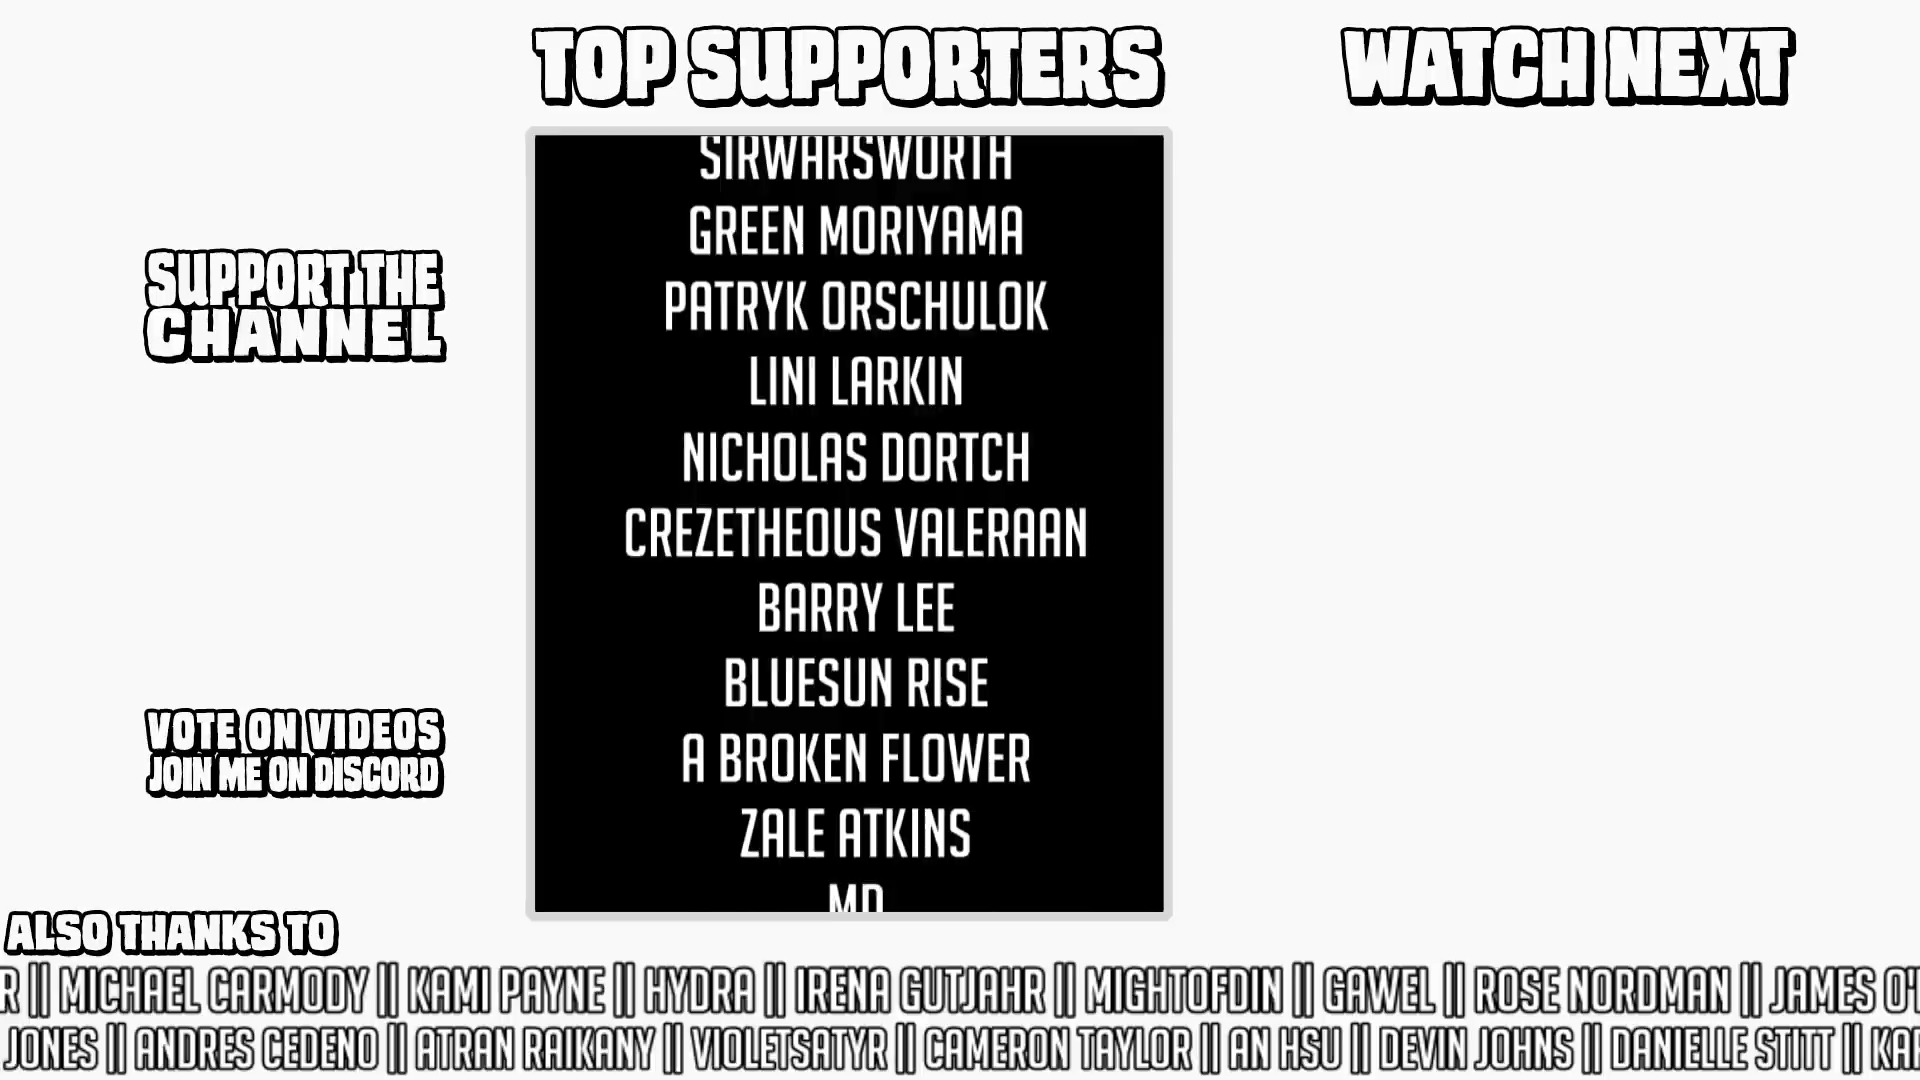 TOP SUPPORTERS
WATCH NEXT
SIRWARSWORTH
GREEN MORIYAMA
PATRYK ORSCHULOK
LINI LARKIN
NICHOLAS DORTCH
CREZETHEOUS VALERAAN
BARRY LEE
BLUESUN RISE
A BROKEN FLOWER
ZALE ATKINS
SUPPORT THE
CHANNEL
VOTE ON VIDEOS
JOIN ME ON DISCORD
ALSO THANKS TO
R || MICHAEL CARMODY || KAMI PAYNE || HYDRA || IRENA GUTJAHR || MIGHTOFDIN || GAWEL || ROSE NORDMAN || JAMES O'
JONES || ANDRES CEDENO || ATRAN RAIKANY || VIOLETSATYR || CAMERON TAYLOR || AN HSU || DEVIN JOHNS || DANIELLE STITT ||